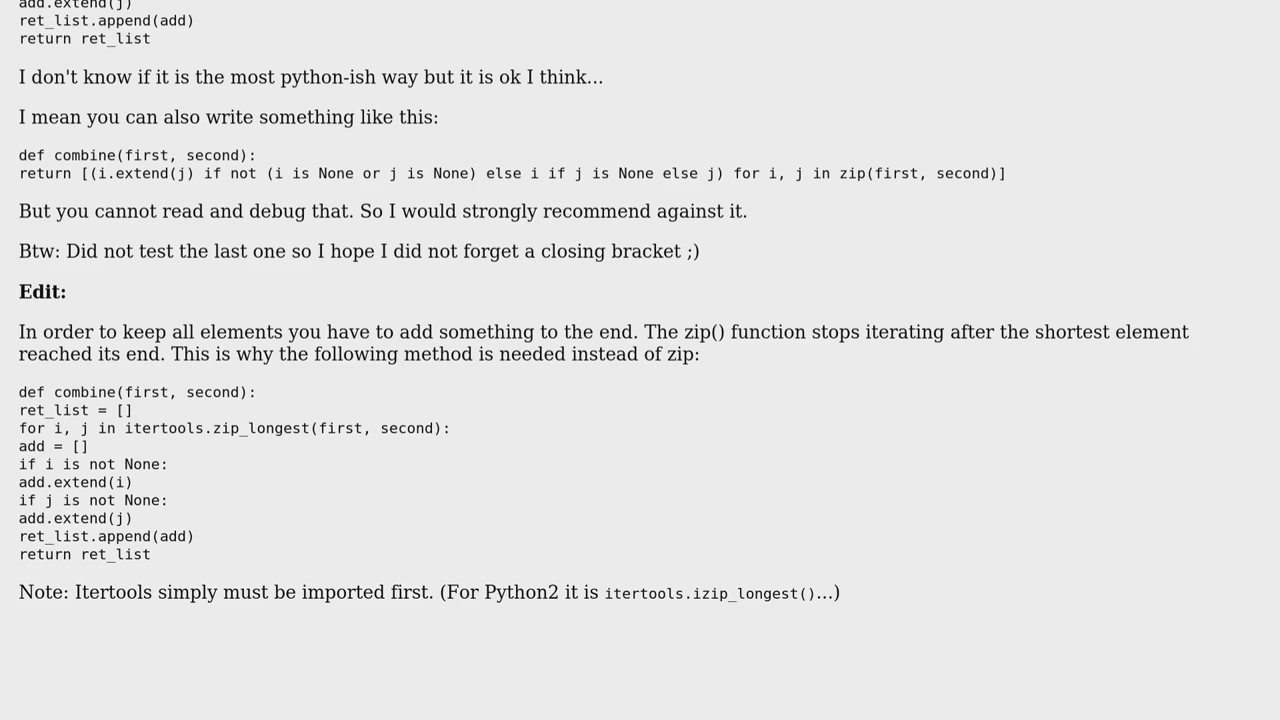 add.extend(j)
ret_list.append(add)
return ret_list
I don't know if it is the most python-ish way but it is ok I think...
I mean you can also write something like this:
def combine(first, second):
return [(i.extend(j) if not (i is None or j is None) else i if j is None else j) for i, j in zip(first, second)]
But you cannot read and debug that. So I would strongly recommend against it.
Btw: Did not test the last one so I hope I did not forget a closing bracket ;)
Edit:
In order to keep all elements you have to add something to the end. The zip() function stops iterating after the shortest element
reached its end. This is why the following method is needed instead of zip:
def combine(first, second):
ret_list = []
for i, j in itertools.zip_longest(first, second):
add = []
if i is not None:
add.extend(i)
if j is not None:
add.extend(j)
ret_list.append(add)
return ret_list
Note: Itertools simply must be imported first. (For Python2 it is itertools.izip_longest()...)